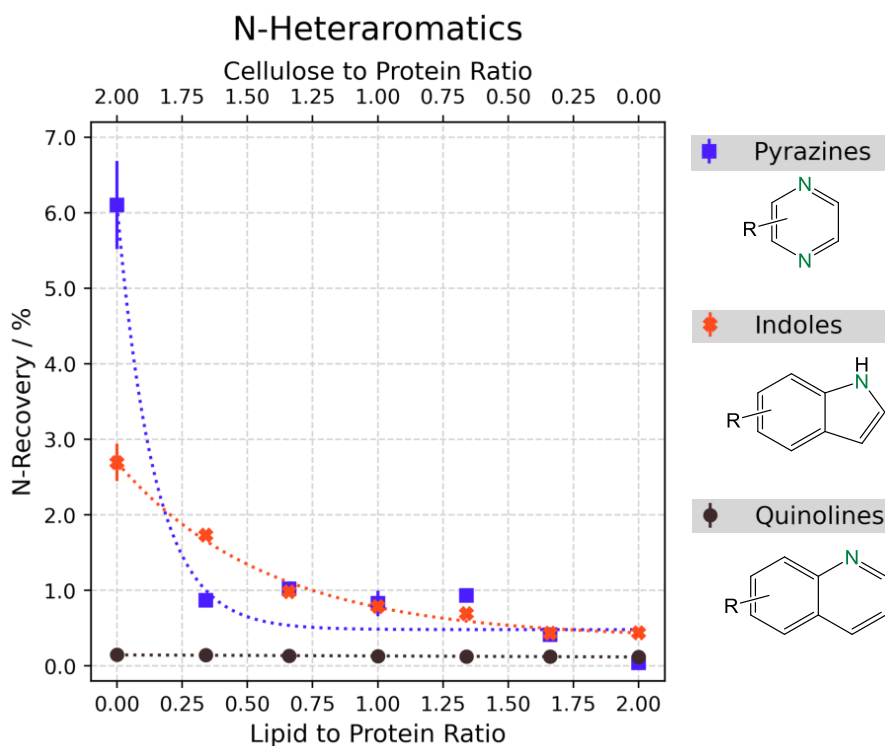 N-Heteraromatics
Cellulose to Protein Ratio
2.00 1.75 1.50 1.25 1.00 0.75 0.50 0.25 0.00
7.0
6.0
5.0
4.0
3.0
2.0
1.0
0.0
N-Recovery / %
0.00 0.25 0.50 0.75 1.00 1.25 1.50 1.75 2.00
Lipid to Protein Ratio
Pyrazines
N
R
N
Indoles
H
N
R
Quinolines
N
R